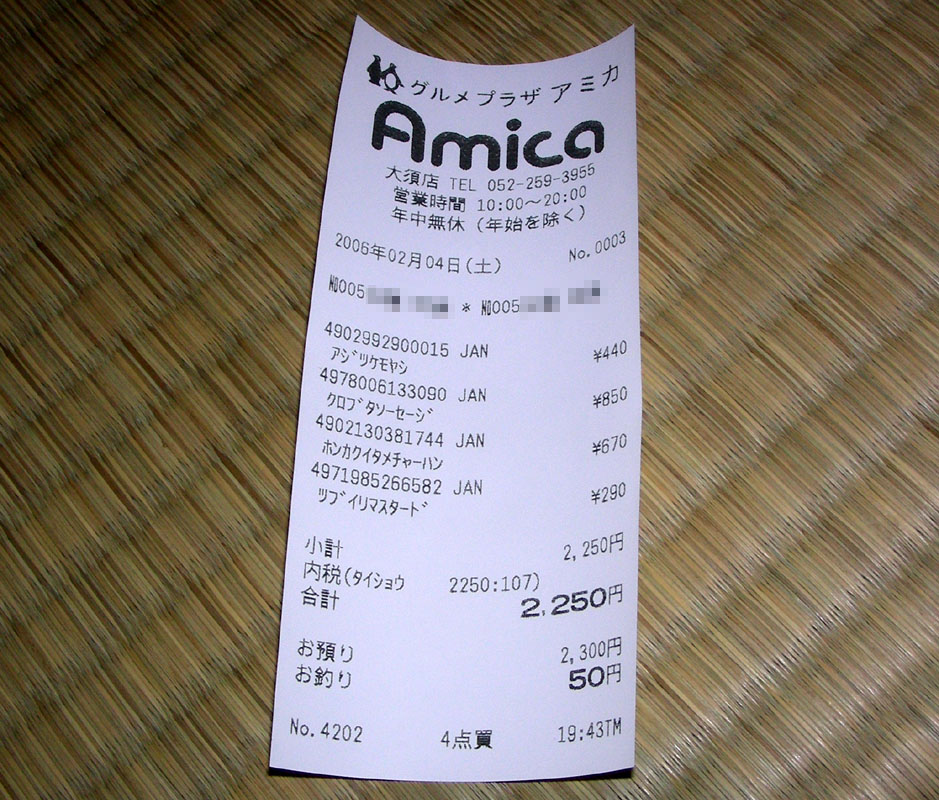 グルメプラザ アミカ
Amica
大須店 TEL 052-259-3955
営業時間 10:00～20:00
年中無休（年始を除く）
2006年02月04日(土) No.0003
№005 * №005
4902992900015 JAN ¥440
ｱｼﾞﾂｹﾓﾔｼ
4978006133090 JAN ¥850
ｸﾛﾌﾞﾀｿｰｾｰｼﾞ
4902130381744 JAN ¥670
ﾎﾝｶｸｲﾀﾒﾁｬｰﾊﾝ
4971985266582 JAN ¥290
ﾂﾌﾞｲﾘﾏｽﾀｰﾄﾞ
小計 2,250円
内税(ﾀｲｼｮｳ 2250:107)
合計 2,250円
お預り 2,300円
お釣り 50円
No.4202 4点買 19:43TM